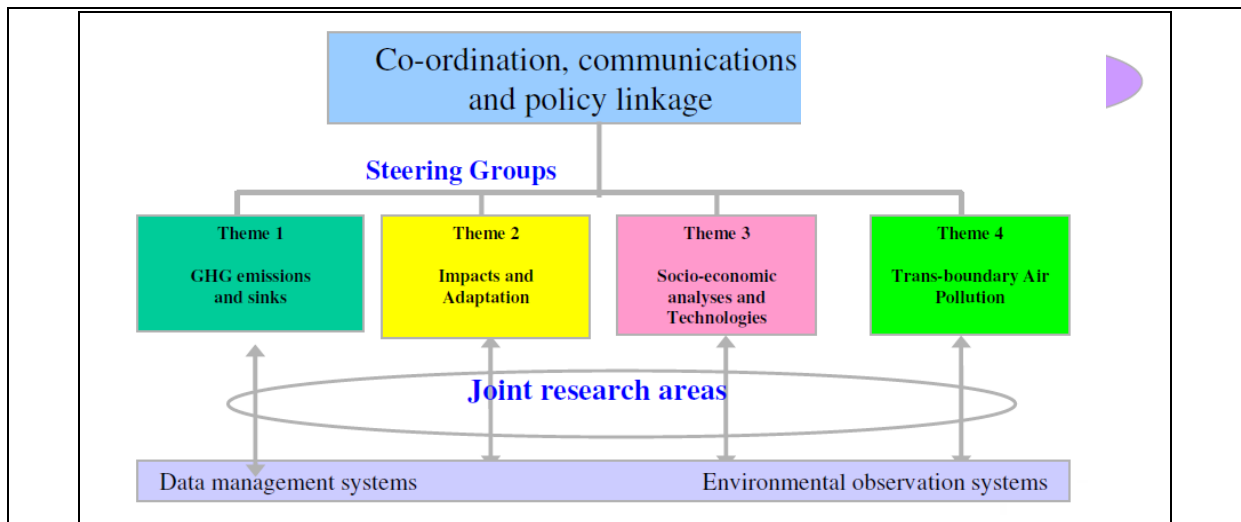 Co-ordination, communications
and policy linkage
Steering Groups
Theme 1
GHG emissions
and sinks
Theme 2
Impacts and
Adaptation
Theme 3
Socio-economic
analyses and
Technologies
Theme 4
Trans-boundary Air
Pollution
Joint research areas
Data management systems
Environmental observation systems